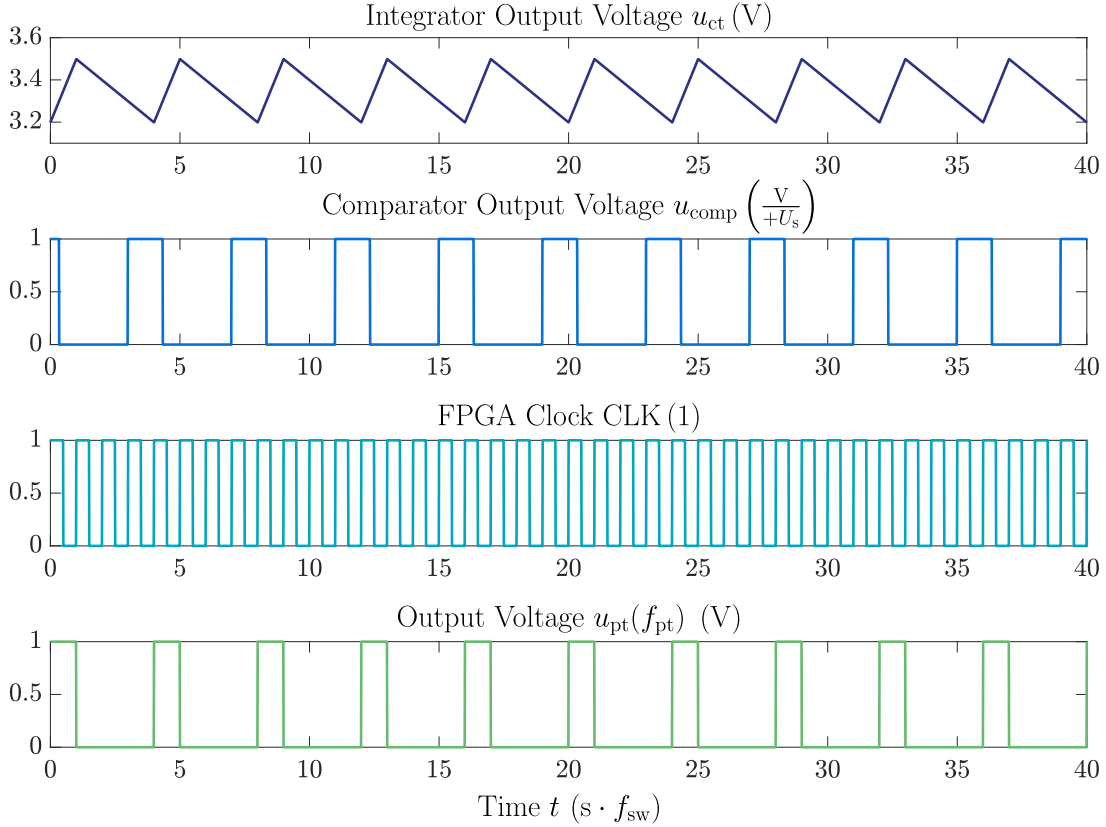 Integrator Output Voltage u_ct (V)
3.6
3.4
3.2
0 5 10 15 20 25 30 35 40
Comparator Output Voltage u_comp (V/+U_s)
1
0.5
0
0 5 10 15 20 25 30 35 40
FPGA Clock CLK (1)
1
0.5
0
0 5 10 15 20 25 30 35 40
Output Voltage u_pt(f_pt) (V)
1
0.5
0
0 5 10 15 20 25 30 35 40
Time t (s · f_sw)